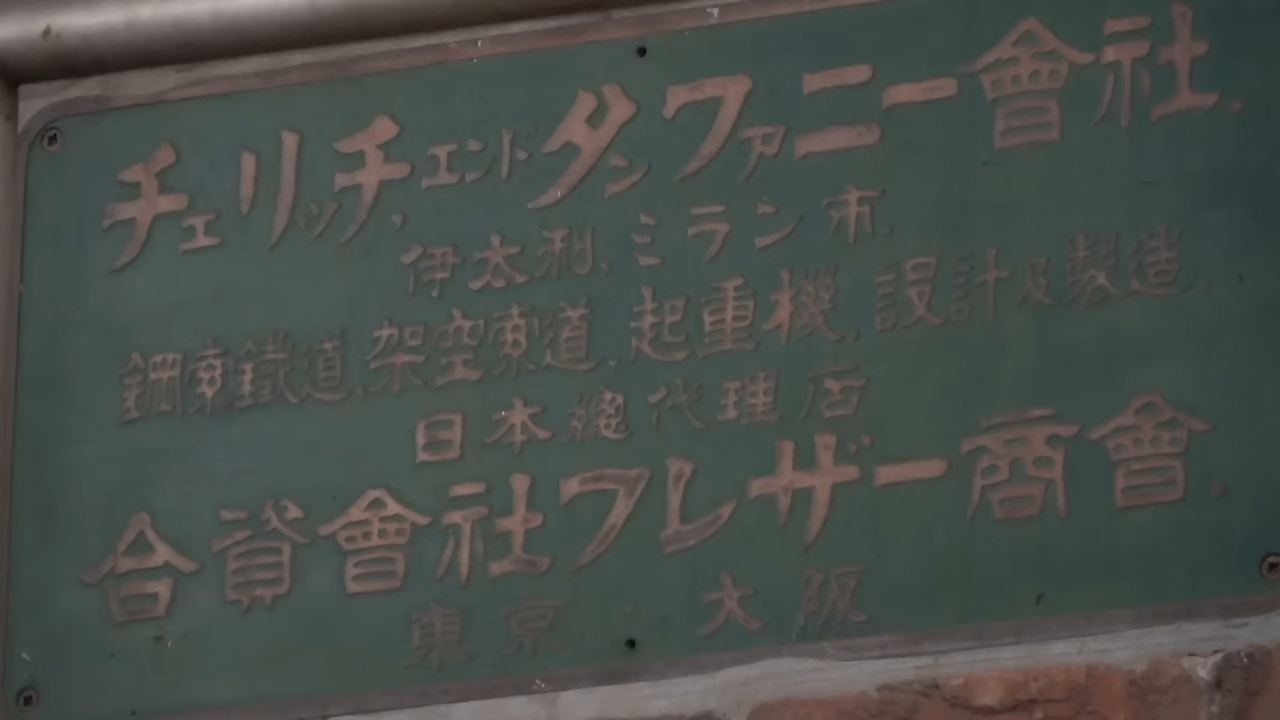 チェリッチ,エンドタンファニー會社.
伊太利,ミラン市.
鋼索鐵道,架空索道,起重機,設計及製造.
日本總代理店
合資會社フレザー商會.
東京:大阪